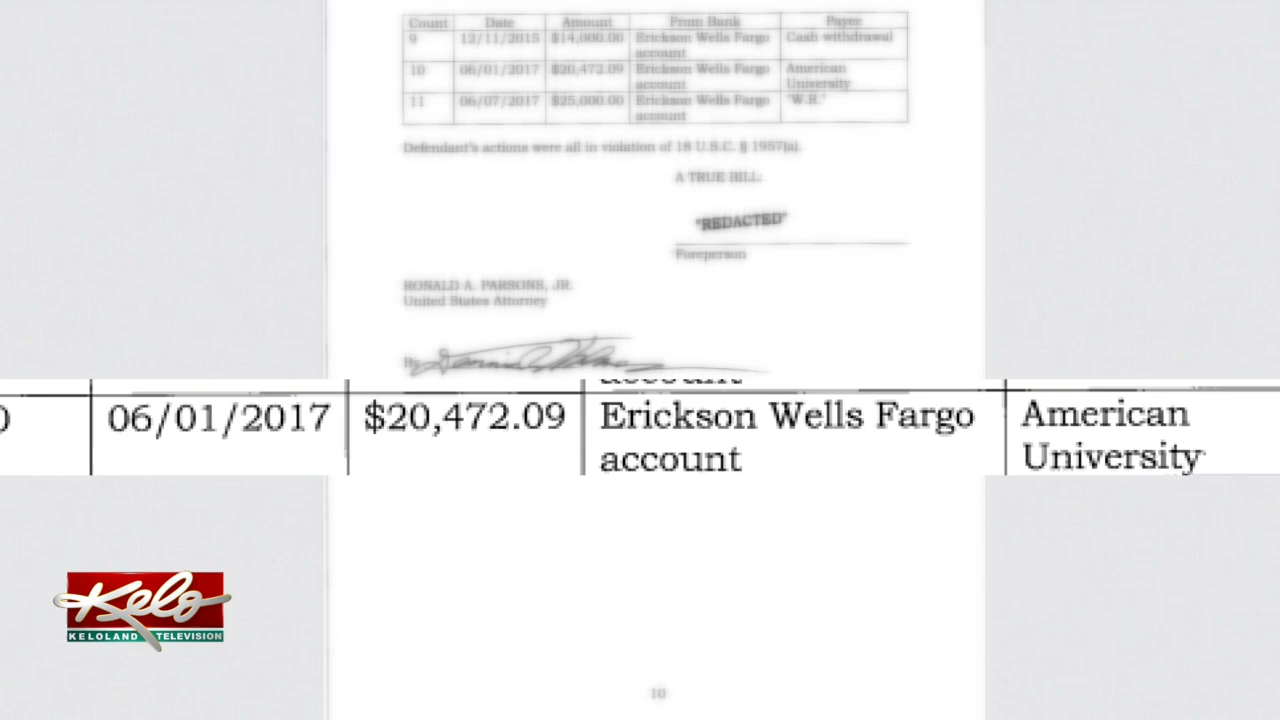 Count Date Amount From Bank Payee
9 12/11/2015 $14,000.00 Erickson Wells Fargo Cash withdrawal
account
10 06/01/2017 $20,472.09 Erickson Wells Fargo American
account University
11 06/07/2017 $25,000.00 Erickson Wells Fargo "W.R."
account
Defendant's actions were all in violation of 18 U.S.C. § 1957(a).
A TRUE BILL:
"REDACTED"
Foreperson
RONALD A. PARSONS, JR.
United States Attorney
By:
account
0 06/01/2017 $20,472.09 Erickson Wells Fargo American
account University
Kelo
KELOLAND TELEVISION
10